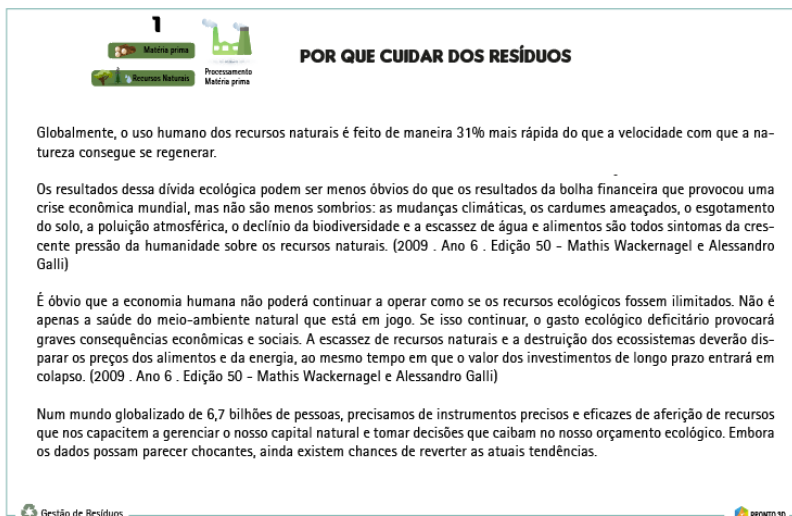 1
Matéria prima
Recursos Naturais
Processamento
Matéria prima
POR QUE CUIDAR DOS RESÍDUOS
Globalmente, o uso humano dos recursos naturais é feito de maneira 31% mais rápida do que a velocidade com que a na-
tureza consegue se regenerar.
Os resultados dessa dívida ecológica podem ser menos óbvios do que os resultados da bolha financeira que provocou uma
crise econômica mundial, mas não são menos sombrios: as mudanças climáticas, os cardumes ameaçados, o esgotamento
do solo, a poluição atmosférica, o declínio da biodiversidade e a escassez de água e alimentos são todos sintomas da cres-
cente pressão da humanidade sobre os recursos naturais. (2009 . Ano 6 . Edição 50 - Mathis Wackernagel e Alessandro
Galli)
É óbvio que a economia humana não poderá continuar a operar como se os recursos ecológicos fossem ilimitados. Não é
apenas a saúde do meio-ambiente natural que está em jogo. Se isso continuar, o gasto ecológico deficitário provocará
graves consequências econômicas e sociais. A escassez de recursos naturais e a destruição dos ecossistemas deverão dis-
parar os preços dos alimentos e da energia, ao mesmo tempo em que o valor dos investimentos de longo prazo entrará em
colapso. (2009 . Ano 6 . Edição 50 - Mathis Wackernagel e Alessandro Galli)
Num mundo globalizado de 6,7 bilhões de pessoas, precisamos de instrumentos precisos e eficazes de aferição de recursos
que nos capacitem a gerenciar o nosso capital natural e tomar decisões que caibam no nosso orçamento ecológico. Embora
os dados possam parecer chocantes, ainda existem chances de reverter as atuais tendências.
Gestão de Resíduos
PRONTO 3D